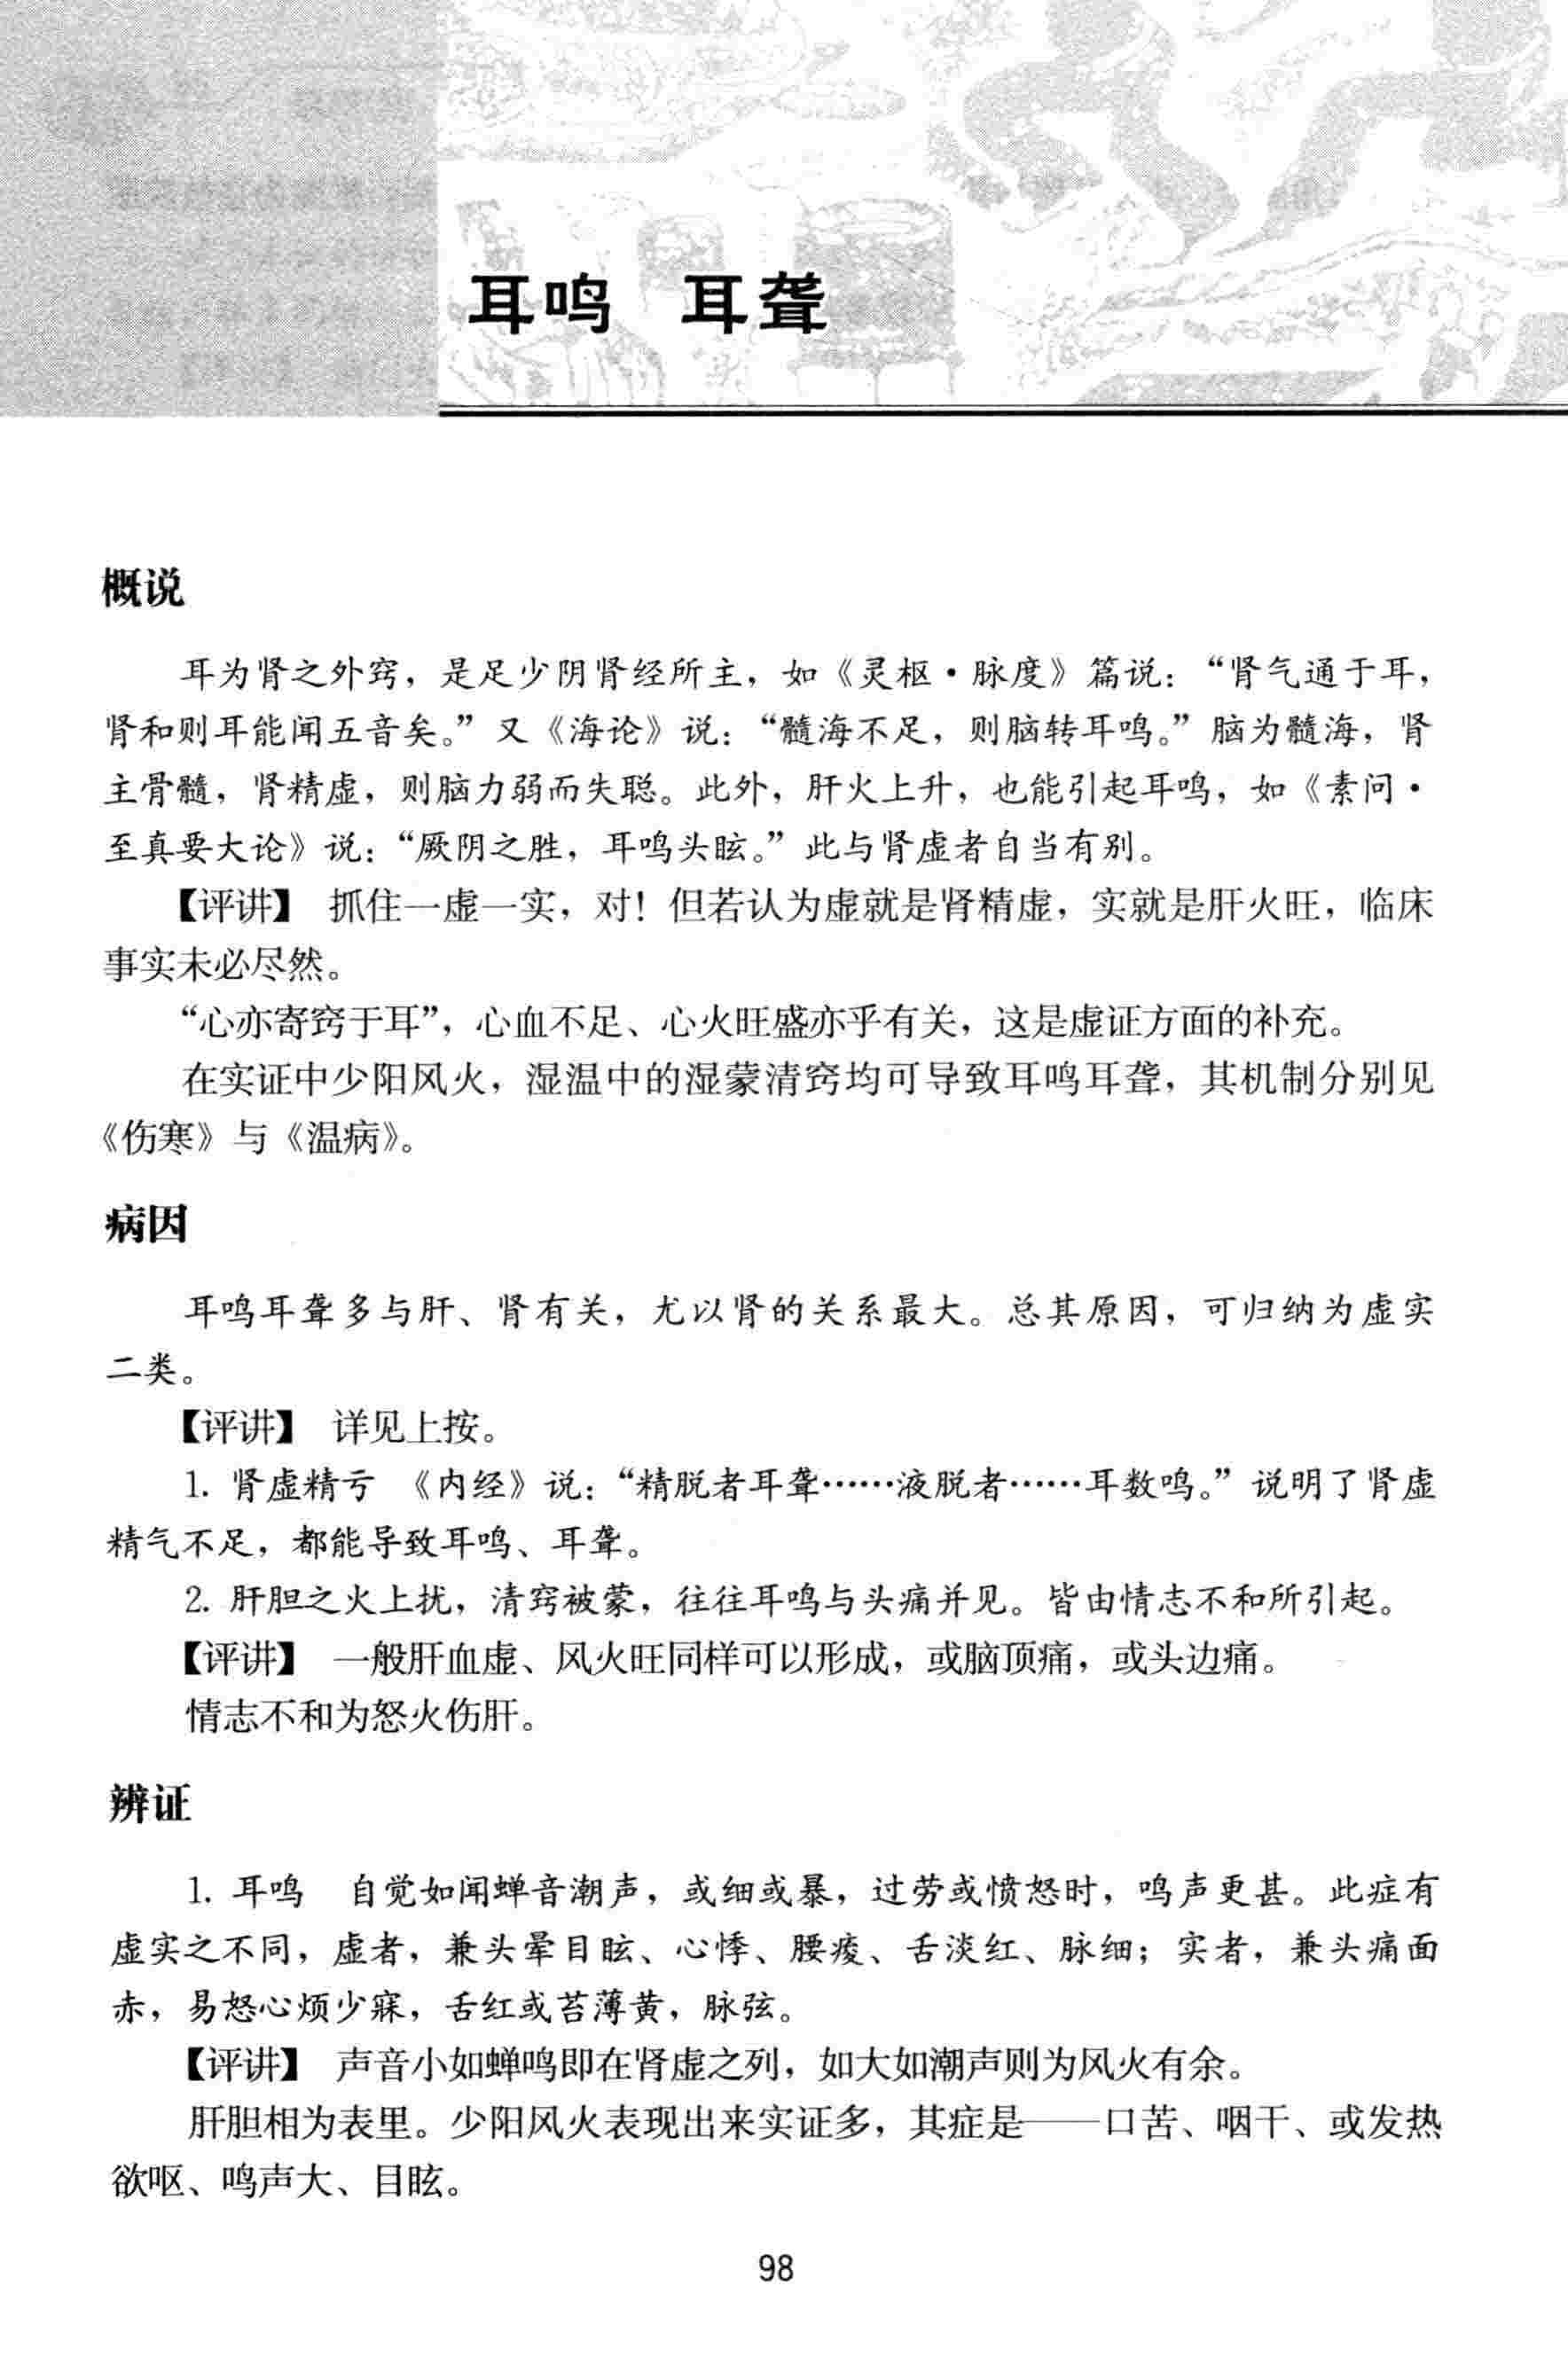 耳鸣　耳聋
概说
耳为肾之外窍，是足少阴肾经所主，如《灵枢·脉度》篇说：“肾气通于耳，
肾和则耳能闻五音矣。”又《海论》说：“髓海不足，则脑转耳鸣。”脑为髓海，肾
主骨髓，肾精虚，则脑力弱而失聪。此外，肝火上升，也能引起耳鸣，如《素问·
至真要大论》说：“厥阴之胜，耳鸣头眩。”此与肾虚者自当有别。
【评讲】　抓住一虚一实，对！但若认为虚就是肾精虚，实就是肝火旺，临床
事实未必尽然。
“心亦寄窍于耳”，心血不足、心火旺盛亦乎有关，这是虚证方面的补充。
在实证中少阳风火，湿温中的湿蒙清窍均可导致耳鸣耳聋，其机制分别见
《伤寒》与《温病》。
病因
耳鸣耳聋多与肝、肾有关，尤以肾的关系最大。总其原因，可归纳为虚实
二类。
【评讲】　详见上按。
1. 肾虚精亏　《内经》说：“精脱者耳聋……液脱者……耳数鸣。”说明了肾虚
精气不足，都能导致耳鸣、耳聋。
2. 肝胆之火上扰，清窍被蒙，往往耳鸣与头痛并见。皆由情志不和所引起。
【评讲】　一般肝血虚、风火旺同样可以形成，或脑顶痛，或头边痛。
情志不和为怒火伤肝。
辨证
1. 耳鸣　自觉如闻蝉音潮声，或细或暴，过劳或愤怒时，鸣声更甚。此症有
虚实之不同，虚者，兼头晕目眩、心悸、腰痠、舌淡红、脉细；实者，兼头痛面
赤，易怒心烦少寐，舌红或苔薄黄，脉弦。
【评讲】　声音小如蝉鸣即在肾虚之列，如大如潮声则为风火有余。
肝胆相为表里。少阳风火表现出来实证多，其症是——口苦、咽干、或发热
欲呕、鸣声大、目眩。
98